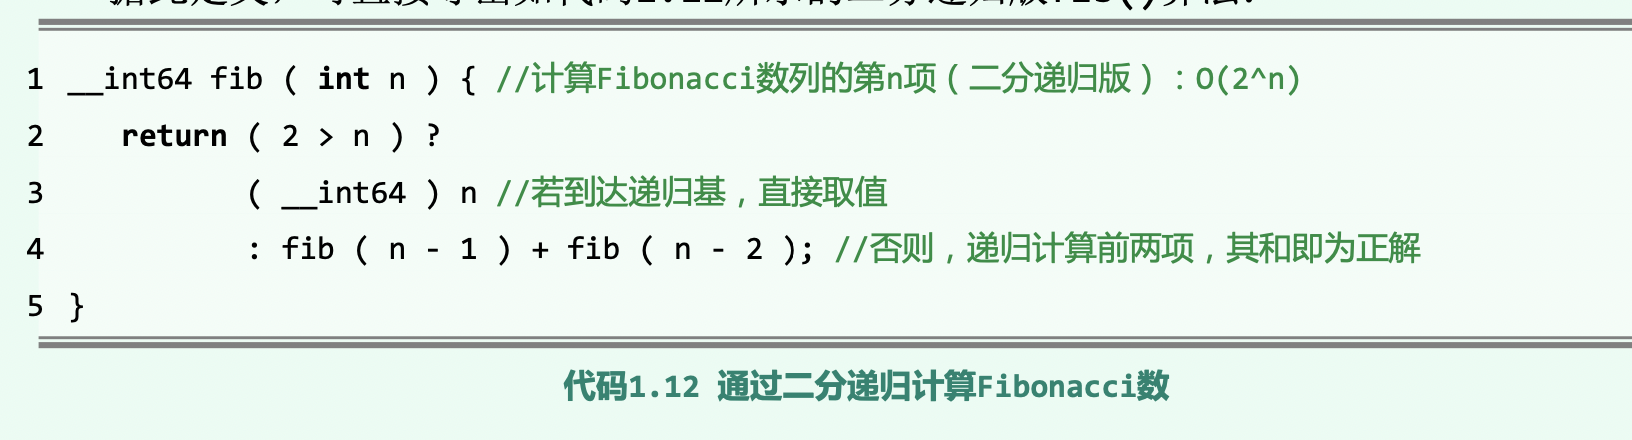 1 __int64 fib ( int n ) { //计算Fibonacci数列的第n项(二分递归版):O(2^n)
2 return ( 2 > n ) ?
3 ( __int64 ) n //若到达递归基,直接取值
4 : fib ( n - 1 ) + fib ( n - 2 ); //否则,递归计算前两项,其和即为正解
5 }
代码1.12 通过二分递归计算Fibonacci数